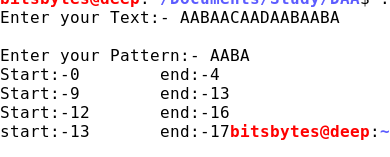 bitsbytes@deep:~/Documents/Study/DAA$ .
Enter your Text:- AABAACAADAABAABA
Enter your Pattern:- AABA
Start:-0 end:-4
Start:-9 end:-13
Start:-12 end:-16
start:-13 end:-17bitsbytes@deep:~